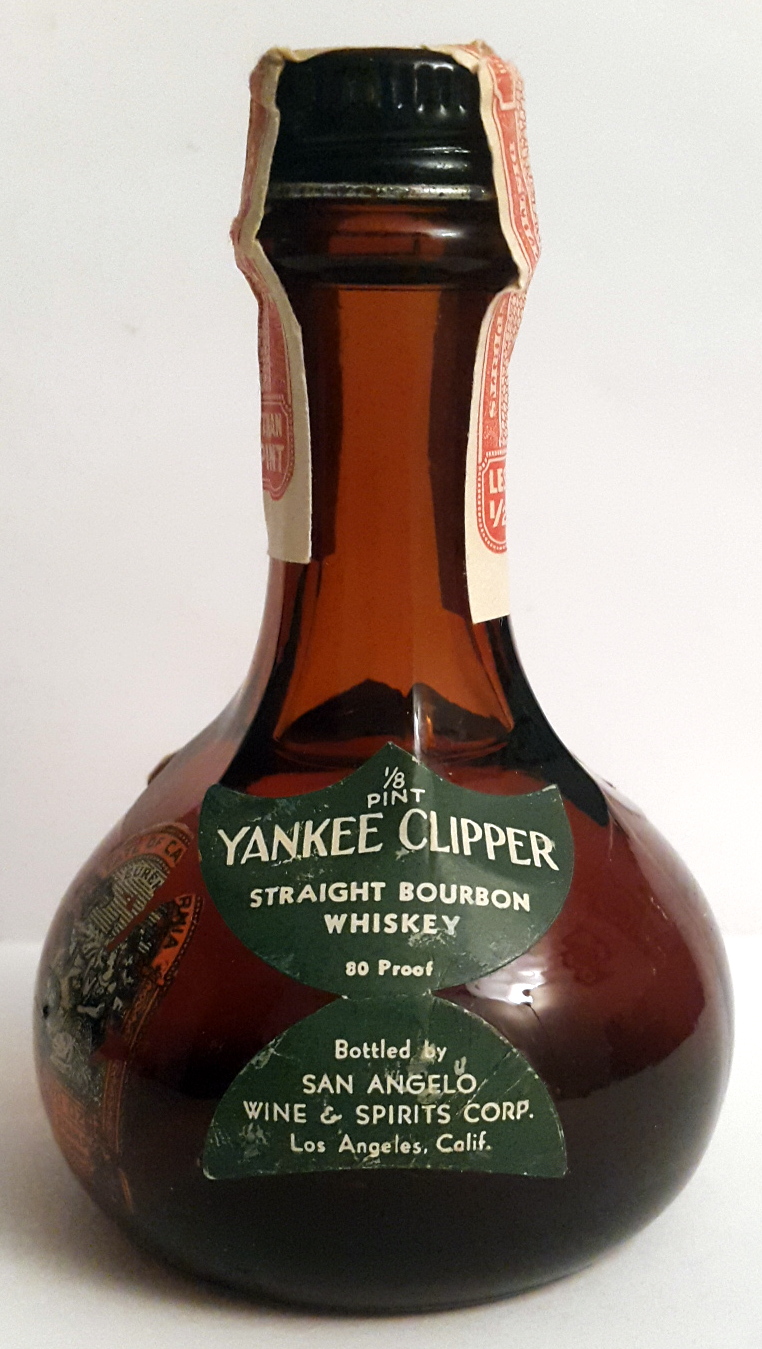 1/8
PINT
YANKEE CLIPPER
STRAIGHT BOURBON
WHISKEY
80 Proof
Bottled by
SAN ANGELO
WINE & SPIRITS CORP.
Los Angeles, Calif.